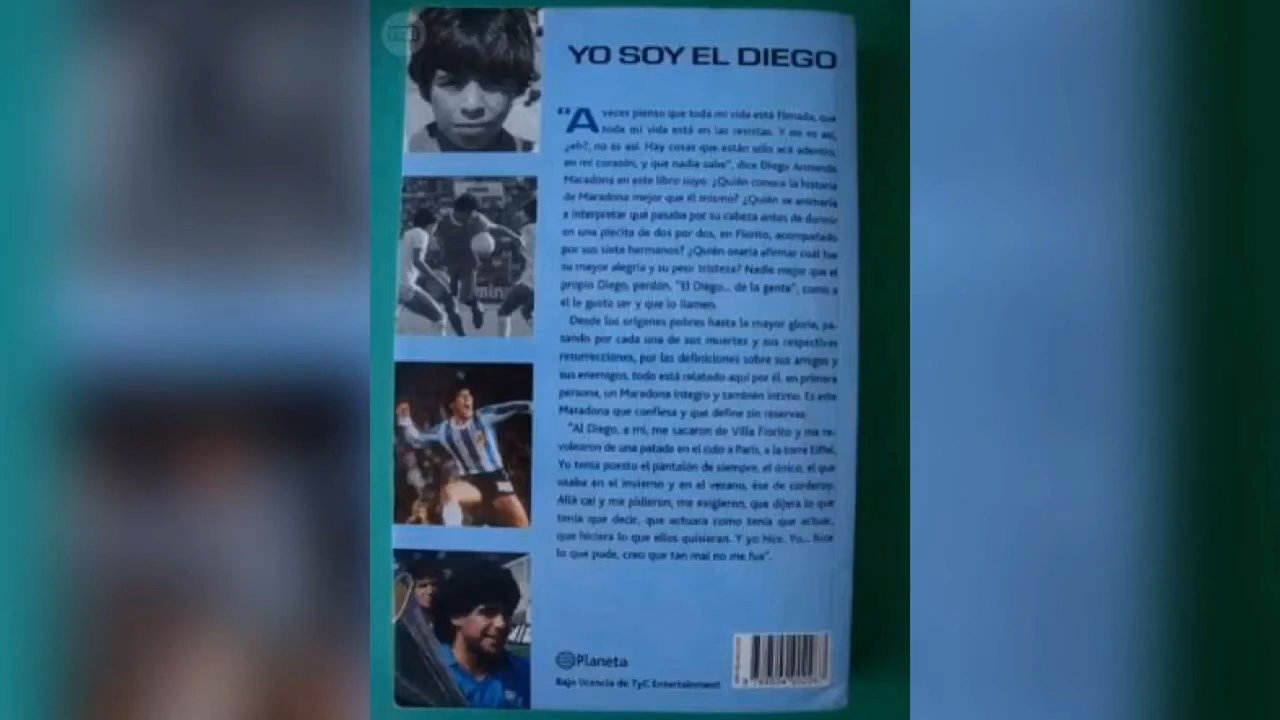 YO SOY EL DIEGO
"A veces pienso que toda mi vida está filmada, que
toda mi vida está en las revistas. Y no es así,
¿eh?, no es así. Hay cosas que están sólo acá adentro,
en mi corazón, y que nadie sabe", dice Diego Armando
Maradona en este libro suyo. ¿Quién conoce la historia
de Maradona mejor que él mismo? ¿Quién se animaría
a interpretar qué pasaba por su cabeza antes de dormir
en una piecita de dos por dos, en Fiorito, acompañado
por sus siete hermanos? ¿Quién osaría afirmar cuál fue
su mayor alegría y su peor tristeza? Nadie mejor que el
propio Diego, perdón, "El Diego... de la gente", como a
él le gusta ser y que lo llamen.
Desde los orígenes pobres hasta la mayor gloria, pa-
sando por cada una de sus muertes y sus respectivas
resurrecciones, por las definiciones sobre sus amigos y
sus enemigos, todo está relatado aquí por él, en primera
persona, un Maradona íntegro y también íntimo. Es este
Maradona que confiesa y que define sin reservas.
"Al Diego, a mí, me sacaron de Villa Fiorito y me re-
volearon de una patada en el culo a París, a la torre Eiffel.
Yo tenía puesto el pantalón de siempre, el único, el que
usaba en el invierno y en el verano, ése de corderoy.
Allá caí y me pidieron, me exigieron, que dijera lo que
tenía que decir, que actuara como tenía que actuar,
que hiciera lo que ellos quisieran. Y yo hice. Yo... hice
lo que pude, creo que tan mal no me fue".
Planeta
Bajo licencia de TyC Entertainment